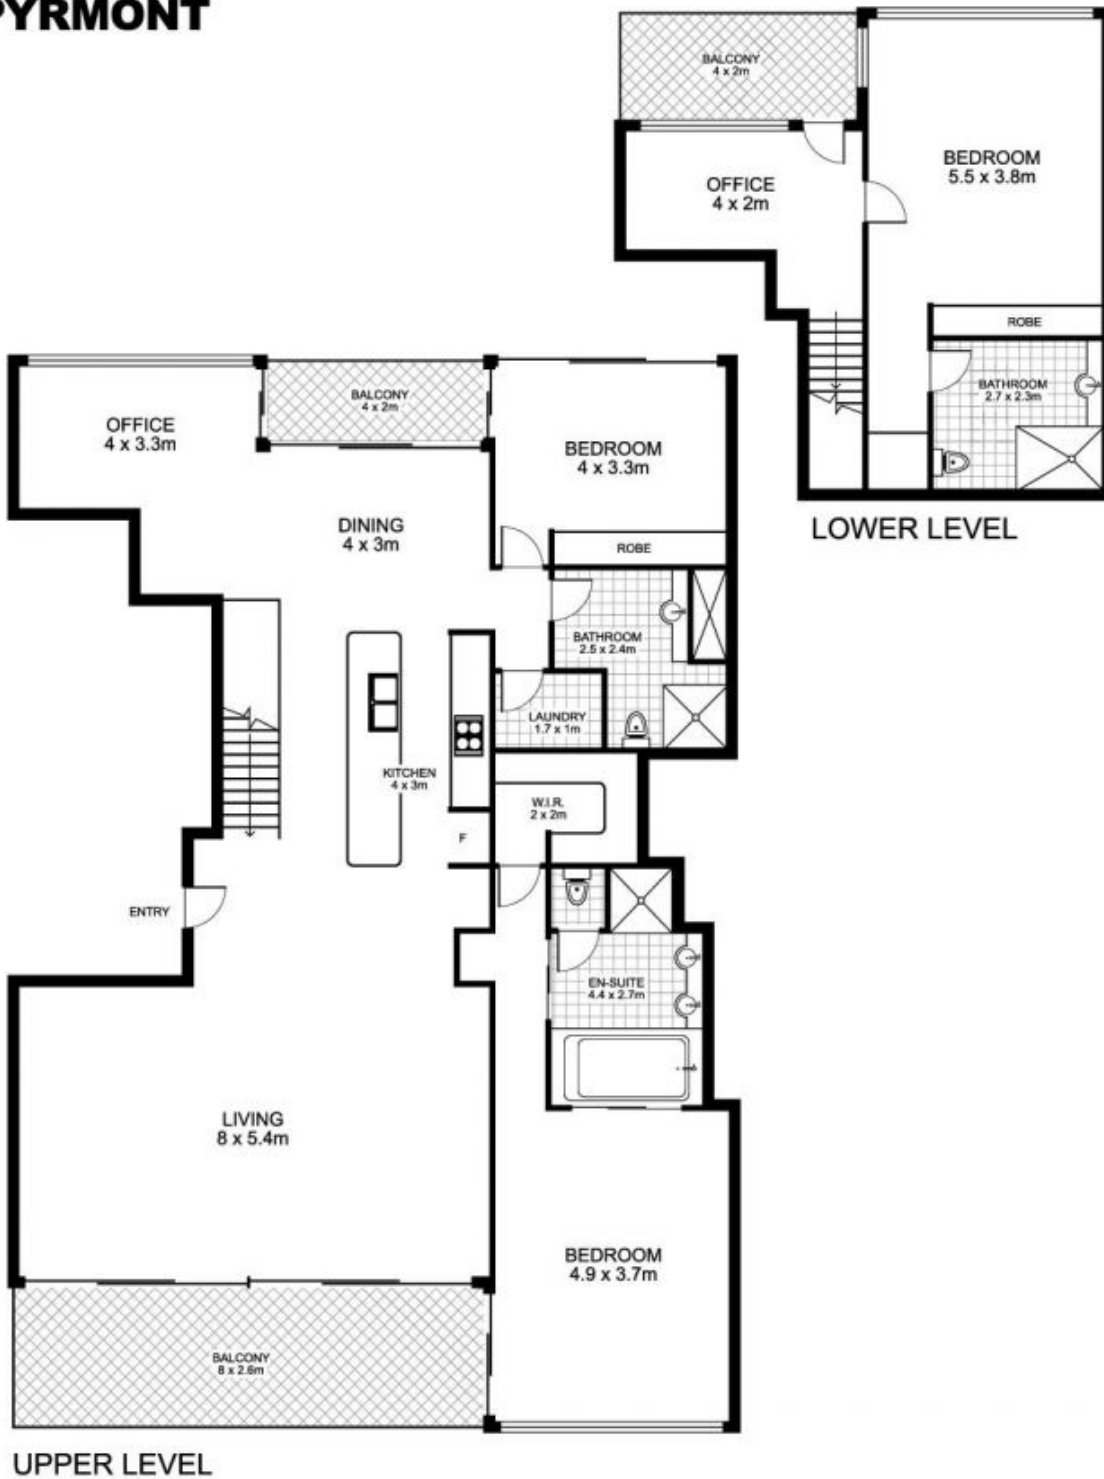 PYRMONT
BALCONY
4 x 2m
BEDROOM
5.5 x 3.8m
OFFICE
4 x 2m
ROBE
BATHROOM
2.7 x 2.3m
LOWER LEVEL
OFFICE
4 x 3.3m
BALCONY
4 x 2m
BEDROOM
4 x 3.3m
DINING
4 x 3m
ROBE
BATHROOM
2.5 x 2.4m
LAUNDRY
1.7 x 1m
KITCHEN
4 x 3m
W.I.R.
2 x 2m
F
ENTRY
EN-SUITE
4.4 x 2.7m
LIVING
8 x 5.4m
BEDROOM
4.9 x 3.7m
BALCONY
8 x 2.6m
UPPER LEVEL